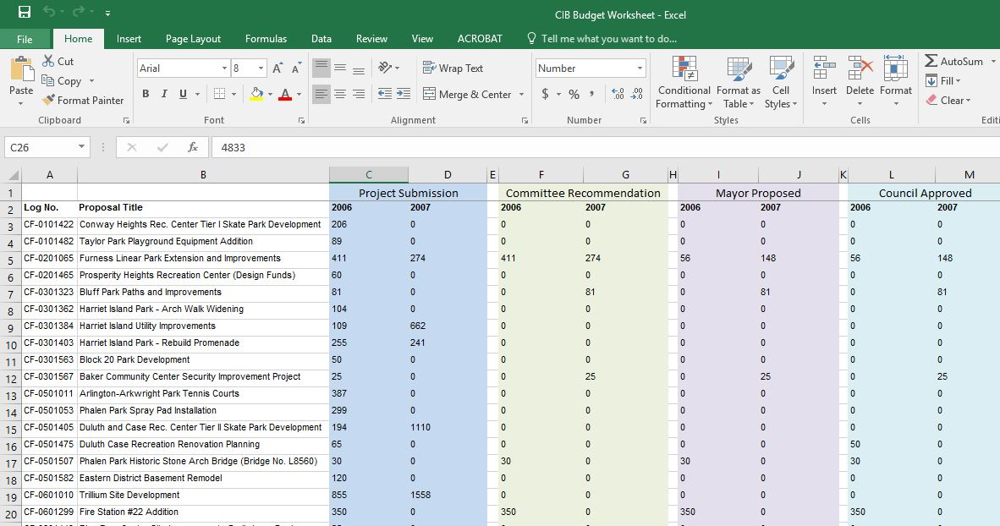 CIB Budget Worksheet - Excel
File Home Insert Page Layout Formulas Data Review View ACROBAT Tell me what you want to do...
Cut
Copy
Format Painter
Paste
Clipboard
Arial 8 A A
B I U A
Font
Wrap Text
Merge & Center
Alignment
Number
$ % , .0 .00 .00 .0
Number
Conditional Formatting Format as Table Cell Styles
Styles
Insert Delete Format
Cells
AutoSum
Fill
Clear
Editi
C26 fx 4833
A B C D E F G H I J K L M
1 Project Submission Committee Recommendation Mayor Proposed Council Approved
2 Log No. Proposal Title 2006 2007 2006 2007 2006 2007 2006 2007
3 CF-0101422 Conway Heights Rec. Center Tier I Skate Park Development 206 0 0 0 0 0 0 0
4 CF-0101482 Taylor Park Playground Equipment Addition 89 0 0 0 0 0 0 0
5 CF-0201065 Furness Linear Park Extension and Improvements 411 274 411 274 56 148 56 148
6 CF-0201465 Prosperity Heights Recreation Center (Design Funds) 60 0 0 0 0 0 0 0
7 CF-0301323 Bluff Park Paths and Improvements 81 0 0 81 0 81 0 81
8 CF-0301362 Harriet Island Park - Arch Walk Widening 104 0 0 0 0 0 0 0
9 CF-0301384 Harriet Island Utility Improvements 109 662 0 0 0 0 0 0
10 CF-0301403 Harriet Island Park - Rebuild Promenade 255 241 0 0 0 0 0 0
11 CF-0301563 Block 20 Park Development 50 0 0 0 0 0 0 0
12 CF-0301567 Baker Community Center Security Improvement Project 25 0 0 25 0 25 0 25
13 CF-0501011 Arlington-Arkwright Park Tennis Courts 387 0 0 0 0 0 0 0
14 CF-0501053 Phalen Park Spray Pad Installation 299 0 0 0 0 0 0 0
15 CF-0501405 Duluth and Case Rec. Center Tier II Skate Park Development 194 1110 0 0 0 0 0 0
16 CF-0501475 Duluth Case Recreation Renovation Planning 65 0 0 0 0 0 50 0
17 CF-0501507 Phalen Park Historic Stone Arch Bridge (Bridge No. L8560) 30 0 30 0 30 0 30 0
18 CF-0501582 Eastern District Basement Remodel 120 0 0 0 0 0 0 0
19 CF-0601010 Trillium Site Development 855 1558 0 0 0 0 0 0
20 CF-0601299 Fire Station #22 Addition 350 0 350 0 350 0 350 0